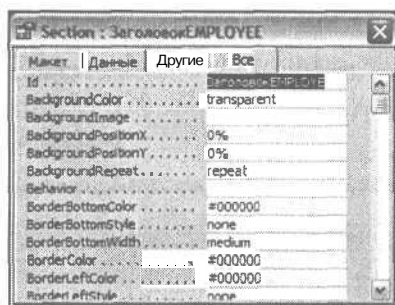 Section : ЗаголовокEMPLOYEE
Макет Данные Другие Все
Id ЗаголовокEMPLOYE
BackgroundColor transparent
BackgroundImage
BackgroundPositionX 0%
BackgroundPositionY 0%
BackgroundRepeat repeat
Behavior
BorderBottomColor #000000
BorderBottomStyle none
BorderBottomWidth medium
BorderColor #000000
BorderLeftColor #000000
BorderLeftStyle none